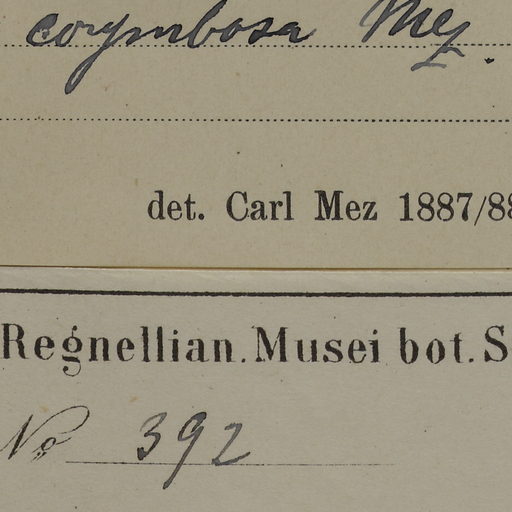 corymbosa Mez.
det. Carl Mez 1887/88
Regnellian. Musei bot. S
No 392